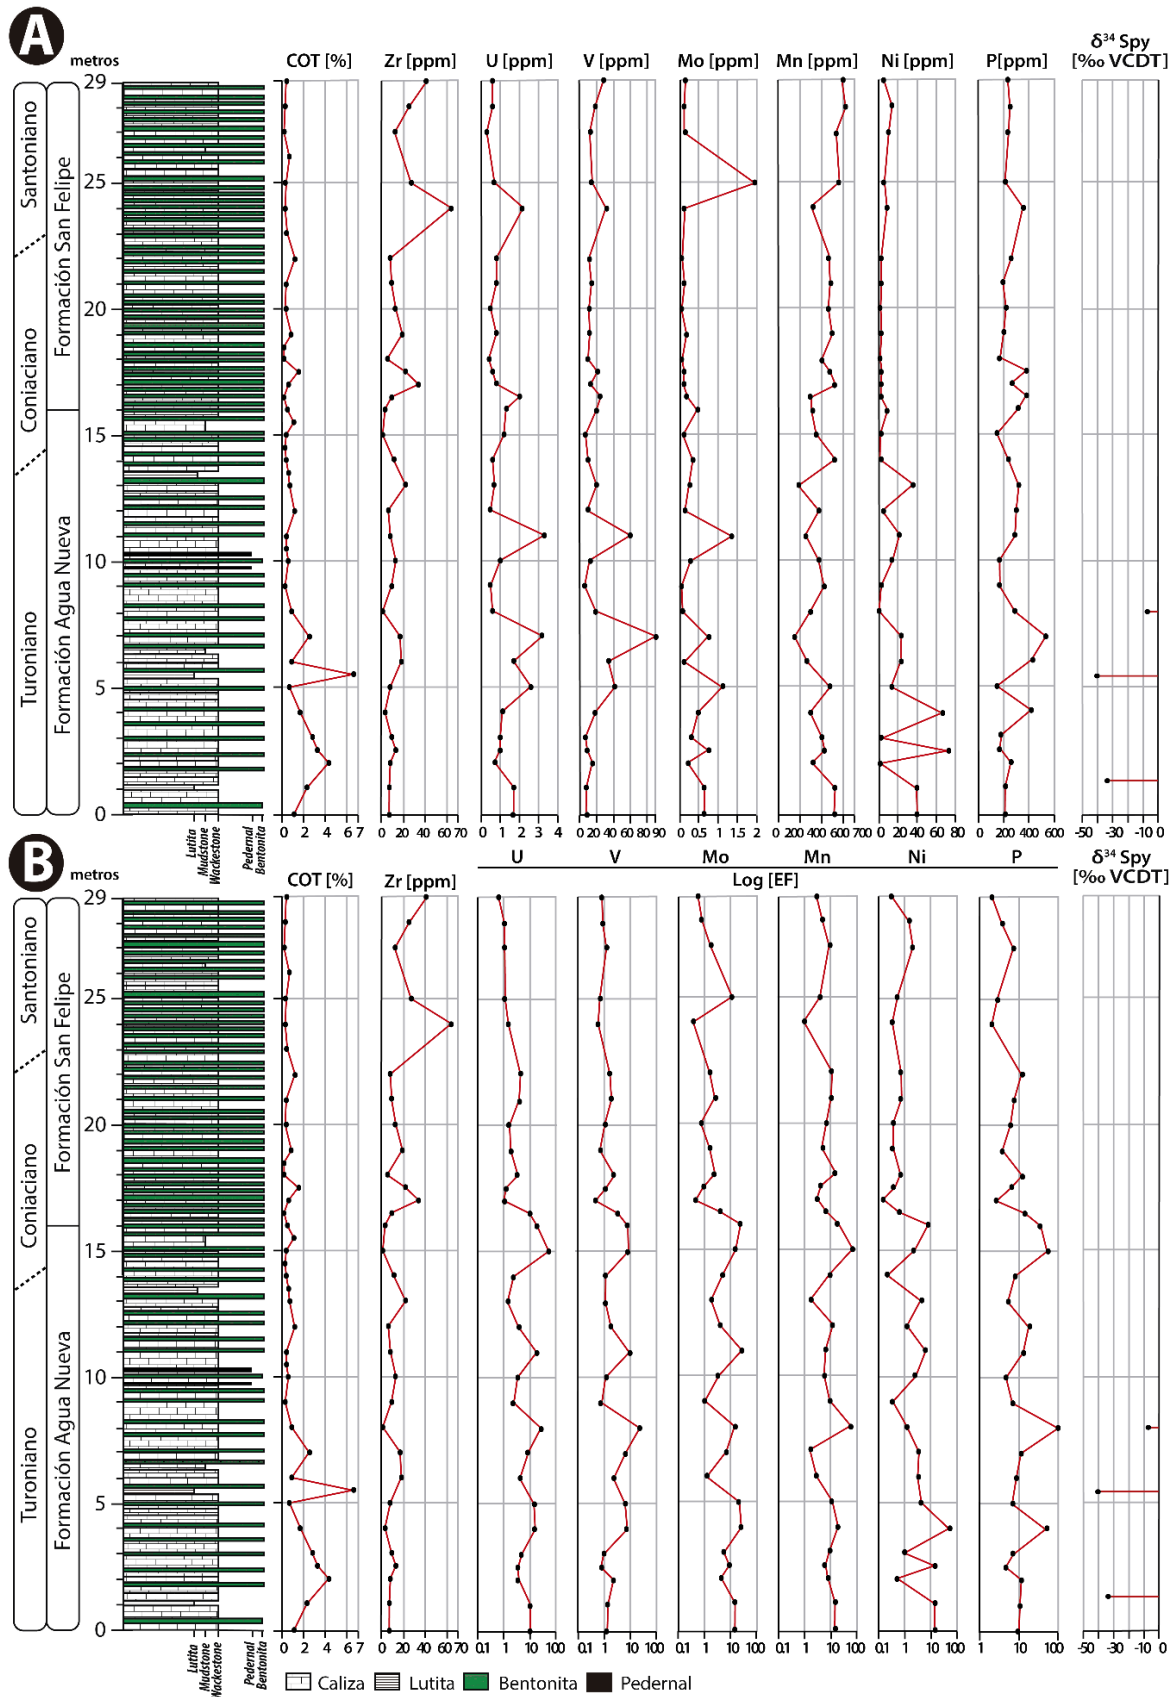 A
metros
COT [%] Zr [ppm] U [ppm] V [ppm] Mo [ppm] Mn [ppm] Ni [ppm] P[ppm] δ³⁴ Spy [‰ VCDT]
Santoniano
Coniaciano
Turoniano
Formación San Felipe
Formación Agua Nueva
29
25
20
15
10
5
0
Lutita
Mudstone
Wackestone
Pedernal
Bentonita
0 2 4 6 7
0 20 40 60 70
0 1 2 3 4
0 20 40 60 90
0 0.5 1 1.5 2
0 200 400 600 700
0 20 40 60 80
0 200 400 600
-50 -25 0
B
metros
COT [%] Zr [ppm] U V Mo Mn Ni P δ³⁴ Spy [‰ VCDT]
Log [EF]
Santoniano
Coniaciano
Turoniano
Formación San Felipe
Formación Agua Nueva
29
25
20
15
10
5
0
Lutita
Mudstone
Wackestone
Pedernal
Bentonita
0 2 4 6 7
0 20 40 60 70
0.1 1 10 100
0.1 1 10 100
0.1 1 10 100
0.1 1 10 100
0.1 1 10 100
1 10 100
-50 -25 0
Caliza Lutita Bentonita Pedernal